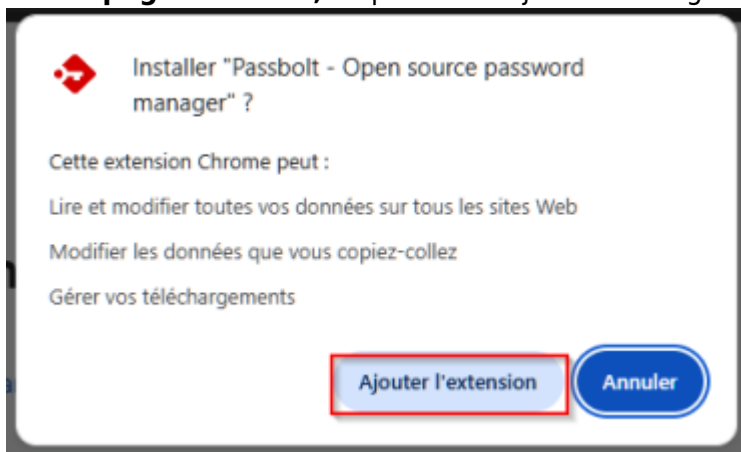 Installer "Passbolt - Open source password
manager" ?
Cette extension Chrome peut :
Lire et modifier toutes vos données sur tous les sites Web
Modifier les données que vous copiez-collez
Gérer vos téléchargements
Ajouter l'extension
Annuler